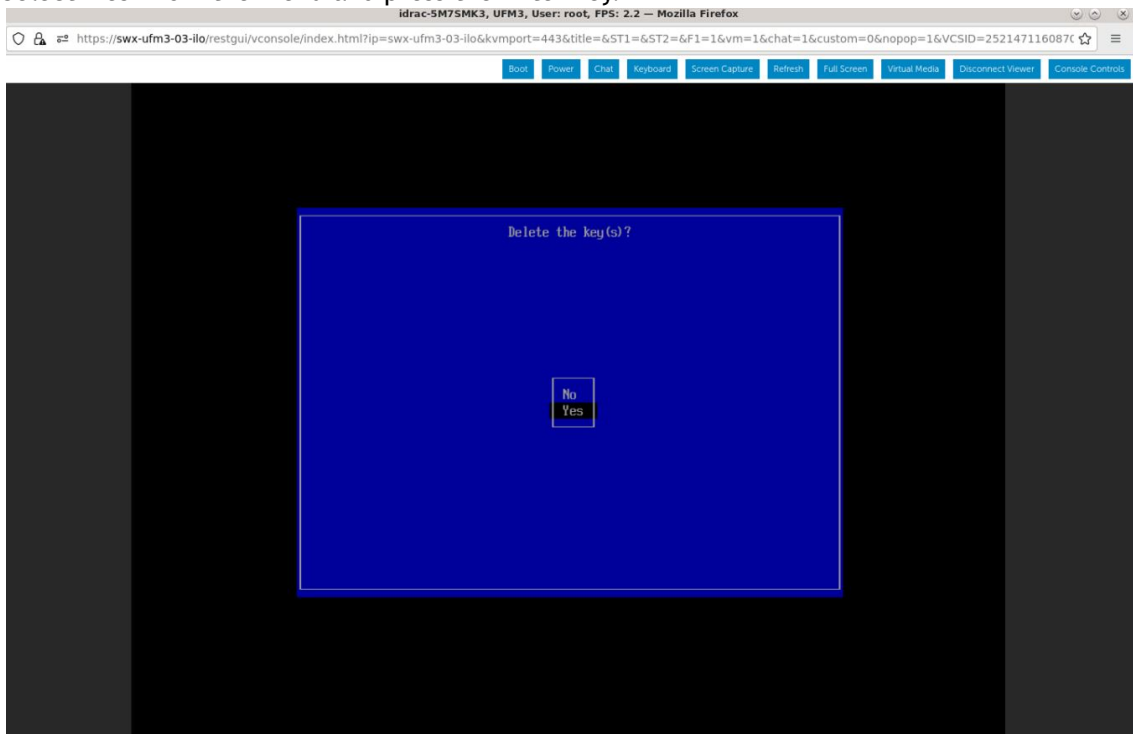 idrac-5M7SMK3, UFM3, User: root, FPS: 2.2 — Mozilla Firefox
https://swx-ufm3-03-ilo/restgui/vconsole/index.html?ip=swx-ufm3-03-ilo&kvmport=443&title=&ST1=&ST2=&F1=1&vm=1&chat=1&custom=0&nopop=1&VCSID=252147116087
Boot Power Chat Keyboard Screen Capture Refresh Full Screen Virtual Media Disconnect Viewer Console Controls
Delete the key(s)?
No
Yes